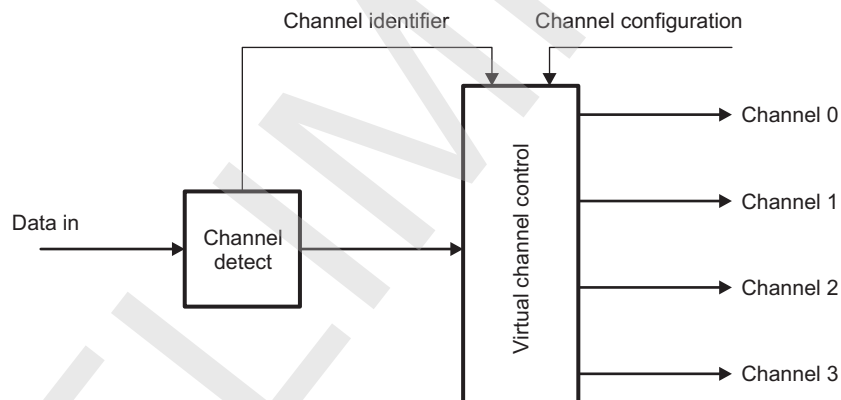 Channel identifier
Channel configuration
Channel 0
Channel 1
Data in
Channel
detect
Virtual channel control
Channel 2
Channel 3